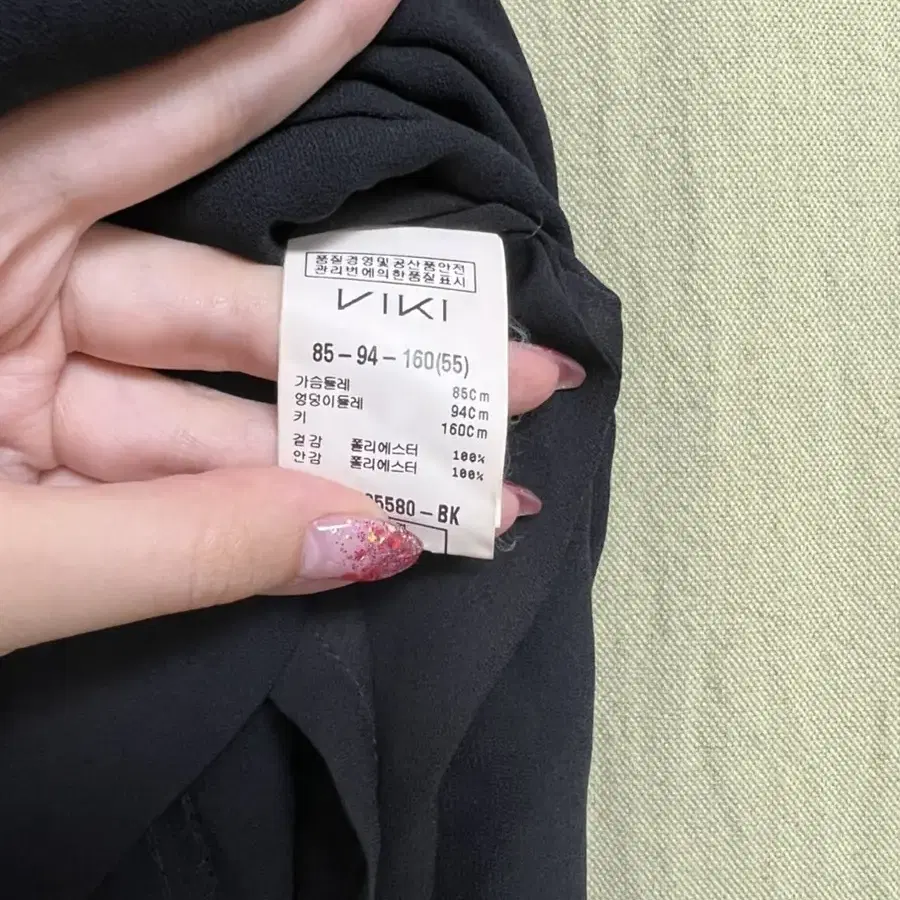 품질경영및공산품안전
관리법에의한품질표시
VIKI
85-94-160(55)
가슴둘레 85Cm
엉덩이둘레 94Cm
키 160Cm
겉감 폴리에스터 100%
안감 폴리에스터 100%
5580-BK